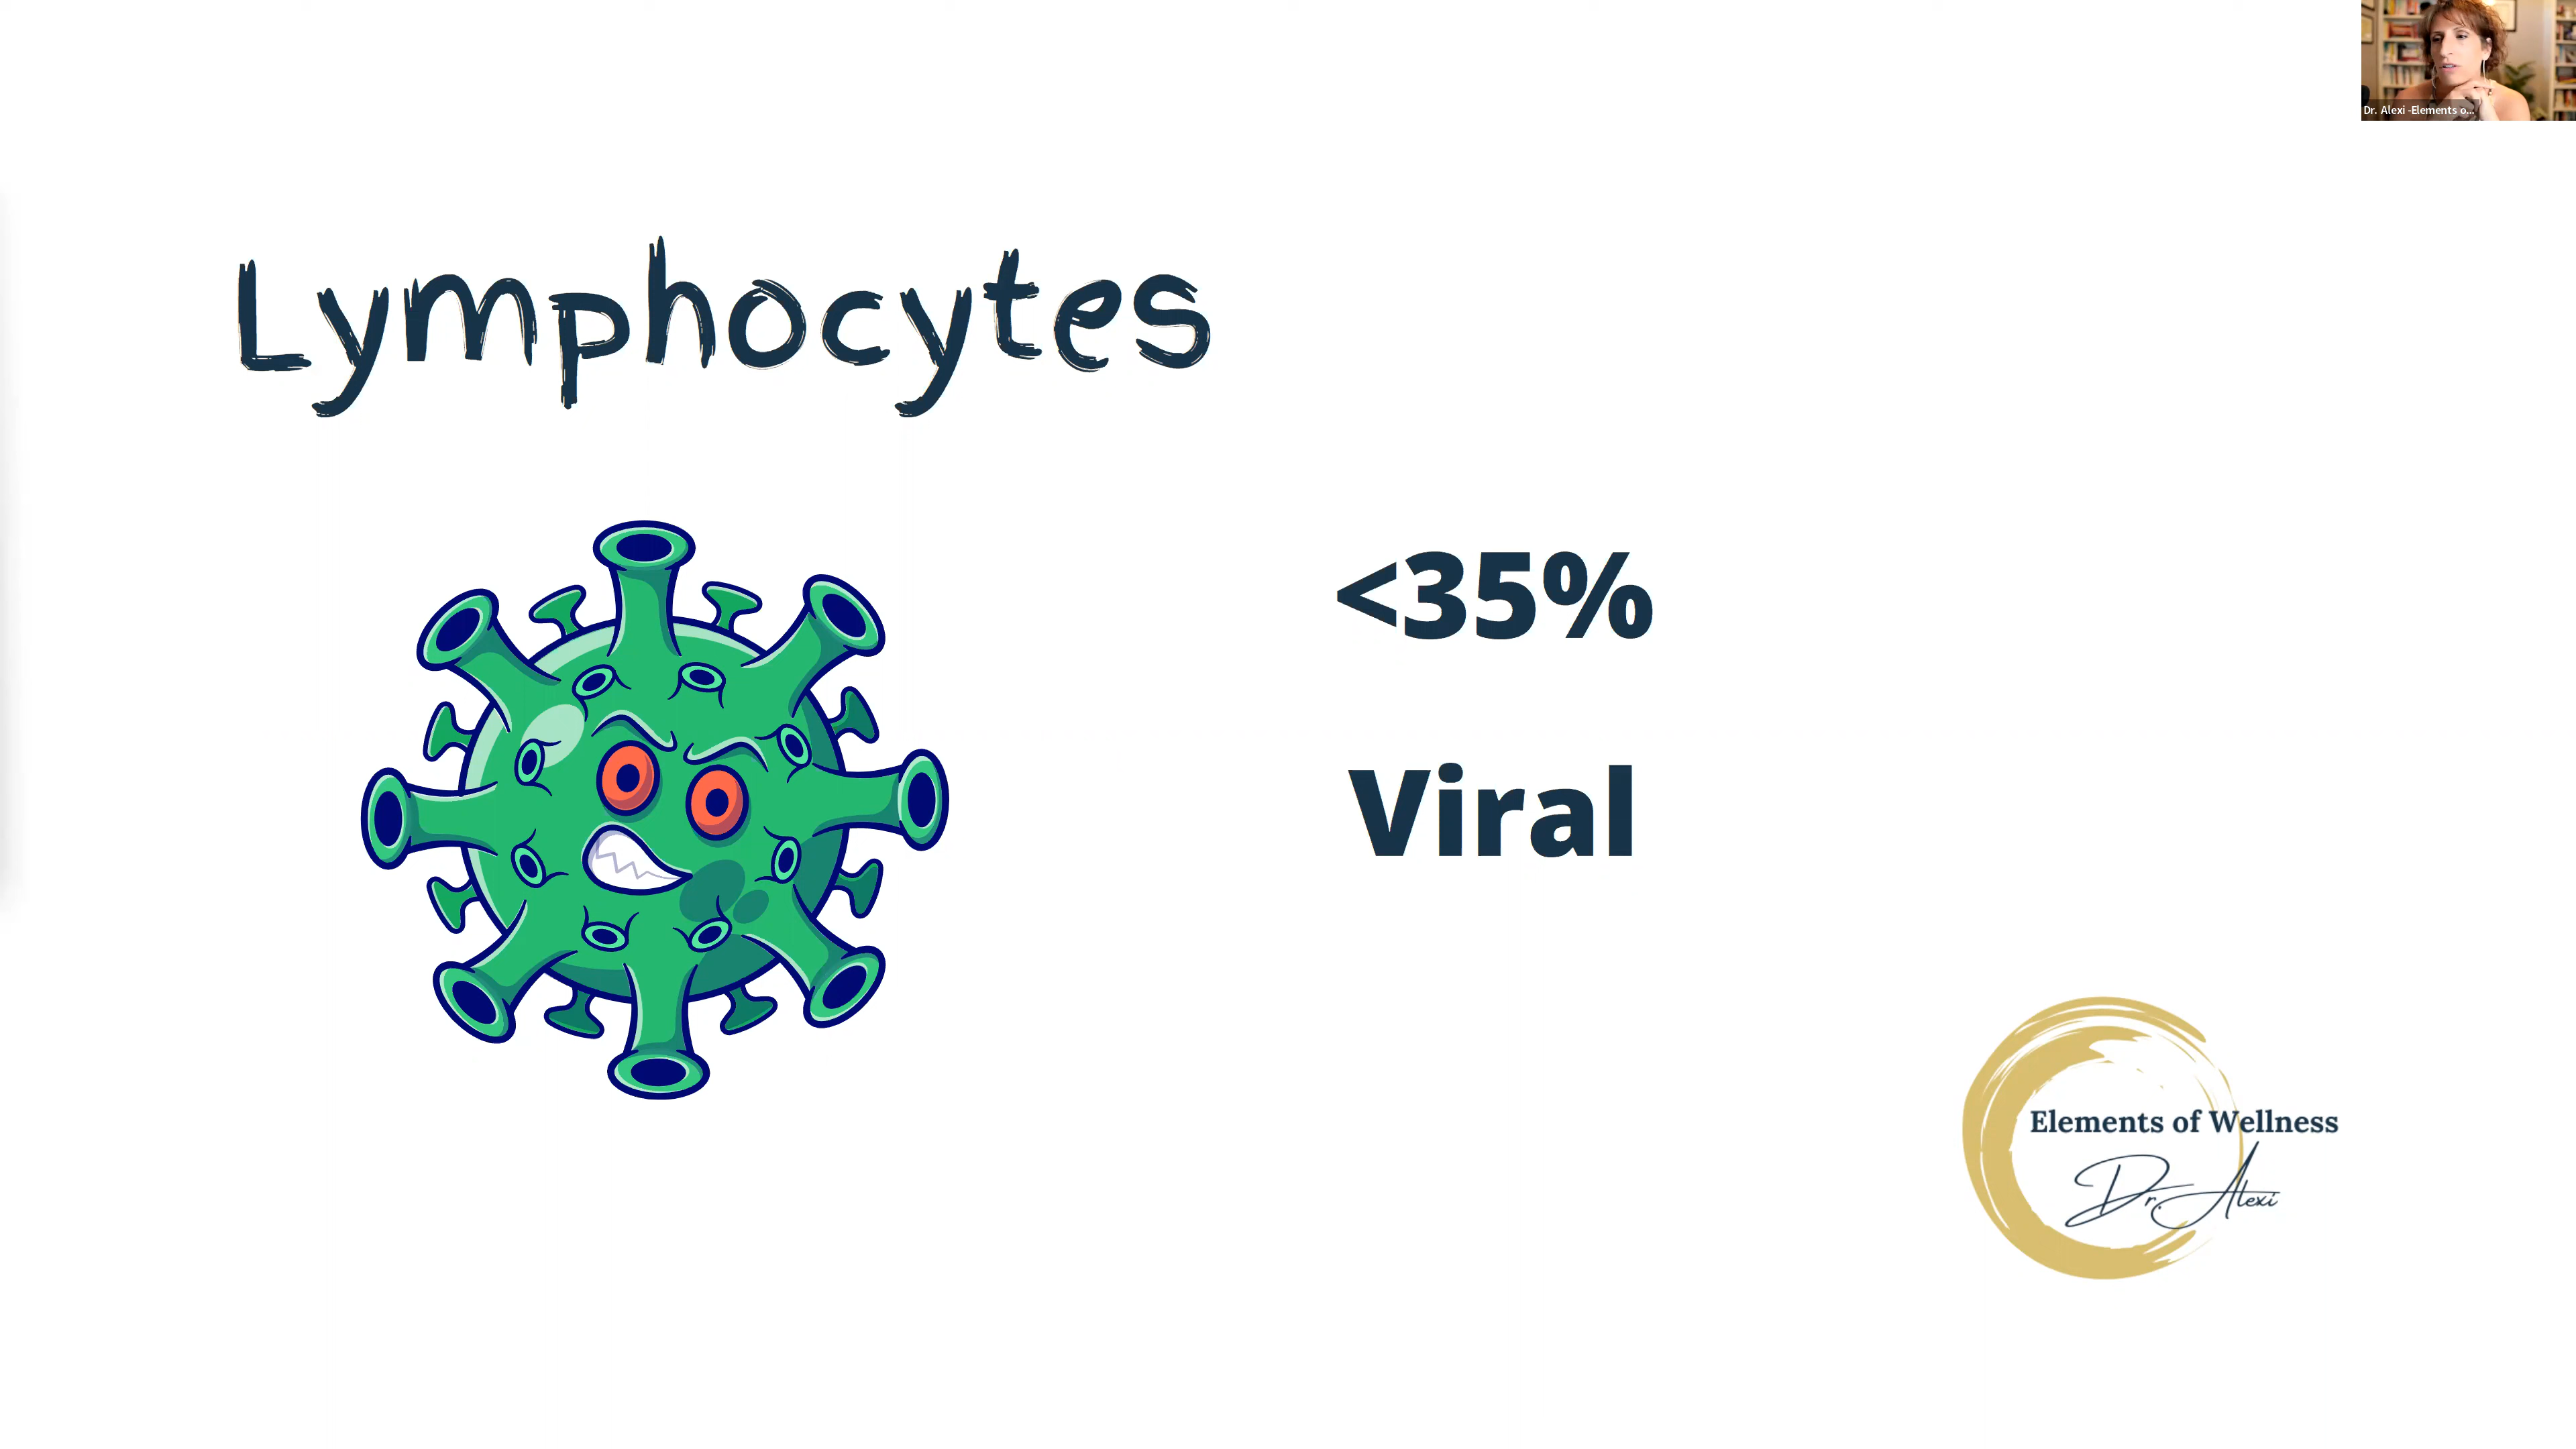 Dr. Alexi -Elements o...
Lymphocytes
<35%
Viral
Elements of Wellness
Dr. Alexi